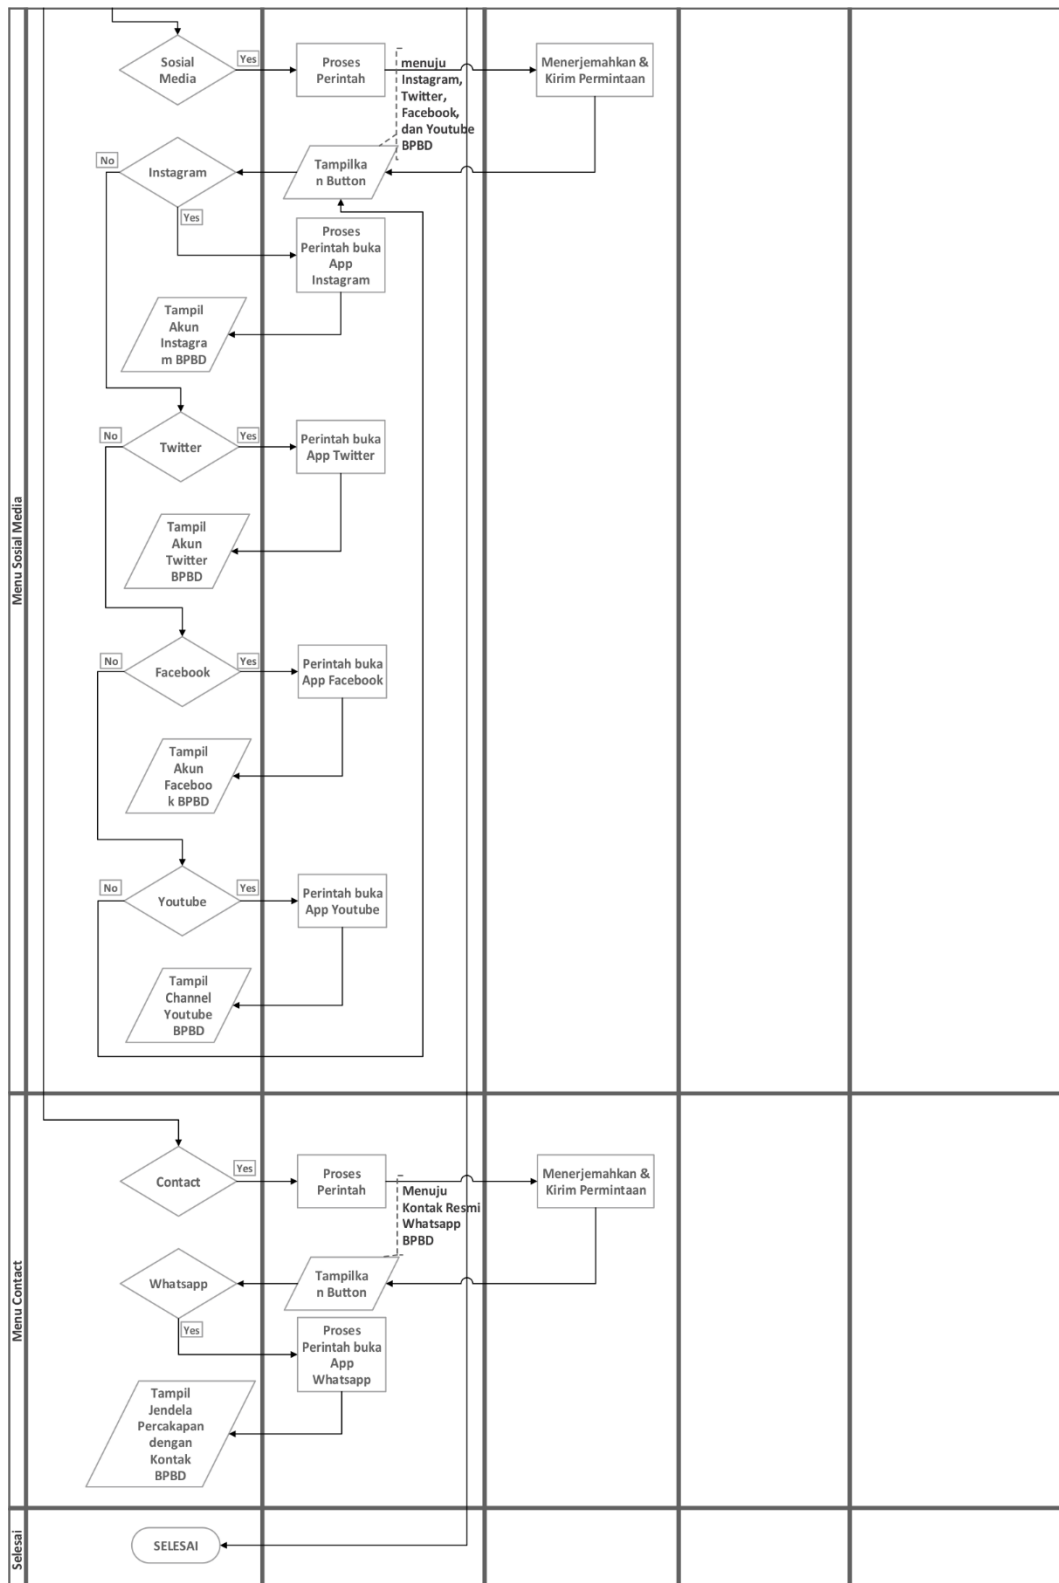 Menu Sosial Media
Sosial
Media
Yes
Proses
Perintah
menuju
Instagram,
Twitter,
Facebook,
dan Youtube
BPBD
Menerjemahkan &
Kirim Permintaan
No
Instagram
Tampilka
n Button
Yes
Proses
Perintah buka
App
Instagram
Tampil
Akun
Instagra
m BPBD
No
Twitter
Yes
Perintah buka
App Twitter
Tampil
Akun
Twitter
BPBD
No
Facebook
Yes
Perintah buka
App Facebook
Tampil
Akun
Faceboo
k BPBD
No
Youtube
Yes
Perintah buka
App Youtube
Tampil
Channel
Youtube
BPBD
Menu Contact
Contact
Yes
Proses
Perintah
Menuju
Kontak Resmi
Whatsapp
BPBD
Menerjemahkan &
Kirim Permintaan
Whatsapp
Tampilka
n Button
Yes
Proses
Perintah buka
App
Whatsapp
Tampil
Jendela
Percakapan
dengan
Kontak
BPBD
Selesai
SELESAI